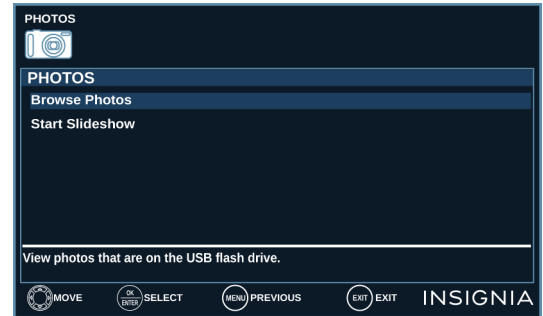 PHOTOS
PHOTOS
Browse Photos
Start Slideshow
View photos that are on the USB flash drive.
MOVE OK ENTER SELECT MENU PREVIOUS EXIT EXIT INSIGNIA